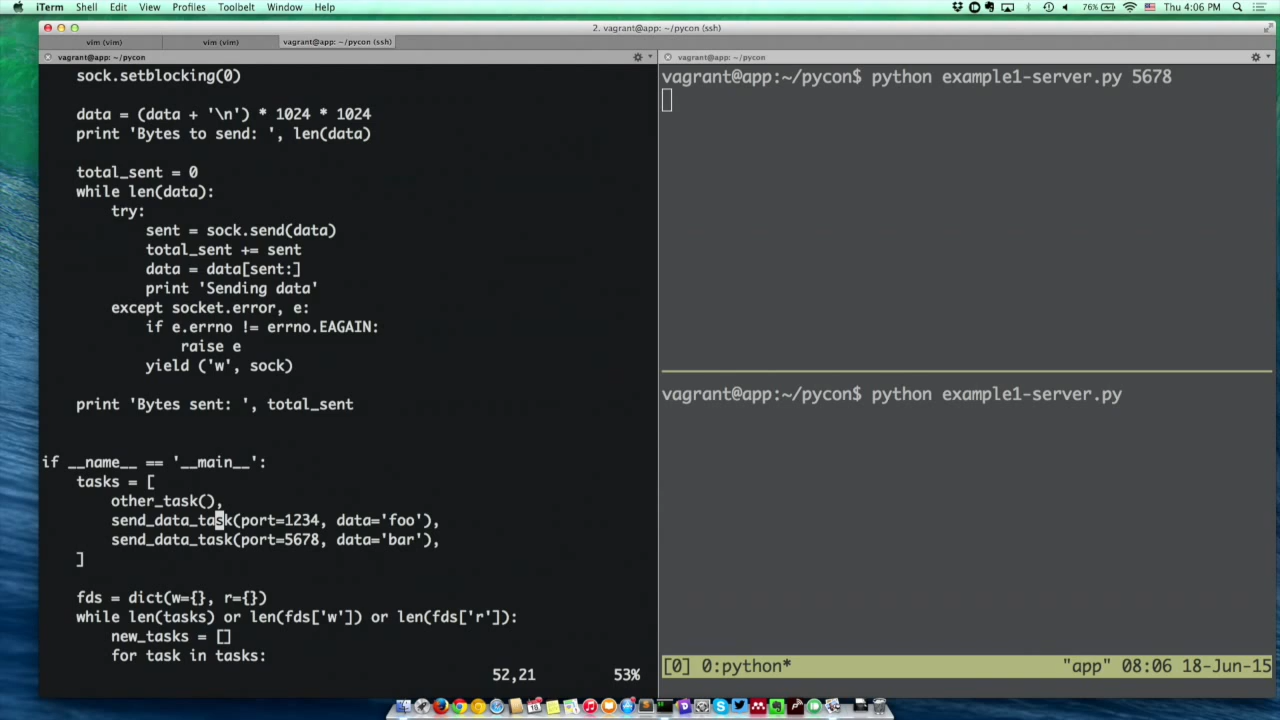 iTerm Shell Edit View Profiles Toolbelt Window Help 76% Thu 4:06 PM
2. vagrant@app: ~/pycon (ssh)
vim (vim) vim (vim) vagrant@app: ~/pycon (ssh)
vagrant@app: ~/pycon
sock.setblocking(0)
data = (data + '\n') * 1024 * 1024
print 'Bytes to send: ', len(data)
total_sent = 0
while len(data):
try:
sent = sock.send(data)
total_sent += sent
data = data[sent:]
print 'Sending data'
except socket.error, e:
if e.errno != errno.EAGAIN:
raise e
yield ('w', sock)
print 'Bytes sent: ', total_sent
if __name__ == '__main__':
tasks = [
other_task(),
send_data_task(port=1234, data='foo'),
send_data_task(port=5678, data='bar'),
]
fds = dict(w={}, r={})
while len(tasks) or len(fds['w']) or len(fds['r']):
new_tasks = []
for task in tasks:
52,21 53%
vagrant@app: ~/pycon
vagrant@app:~/pycon$ python example1-server.py 5678
vagrant@app:~/pycon$ python example1-server.py
[0] 0:python* "app" 08:06 18-Jun-15